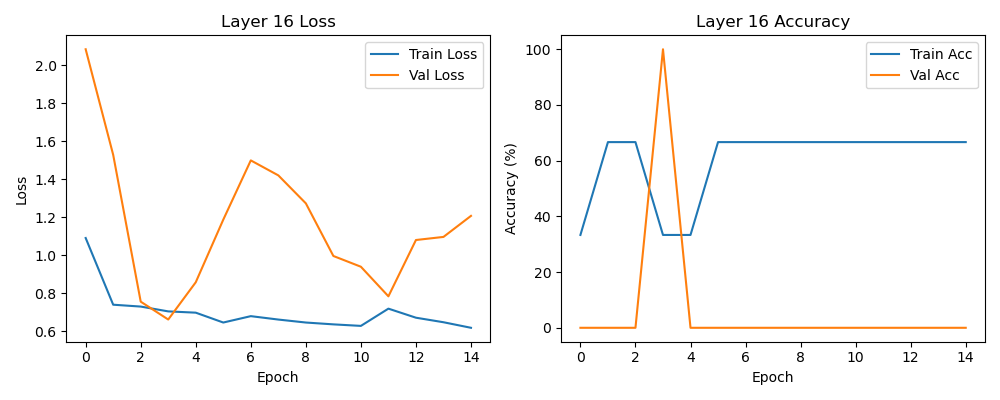 Layer 16 Loss
Train Loss
Val Loss
2.0
1.8
1.6
1.4
1.2
1.0
0.8
0.6
Loss
0 2 4 6 8 10 12 14
Epoch
Layer 16 Accuracy
Train Acc
Val Acc
100
80
60
40
20
0
Accuracy (%)
0 2 4 6 8 10 12 14
Epoch